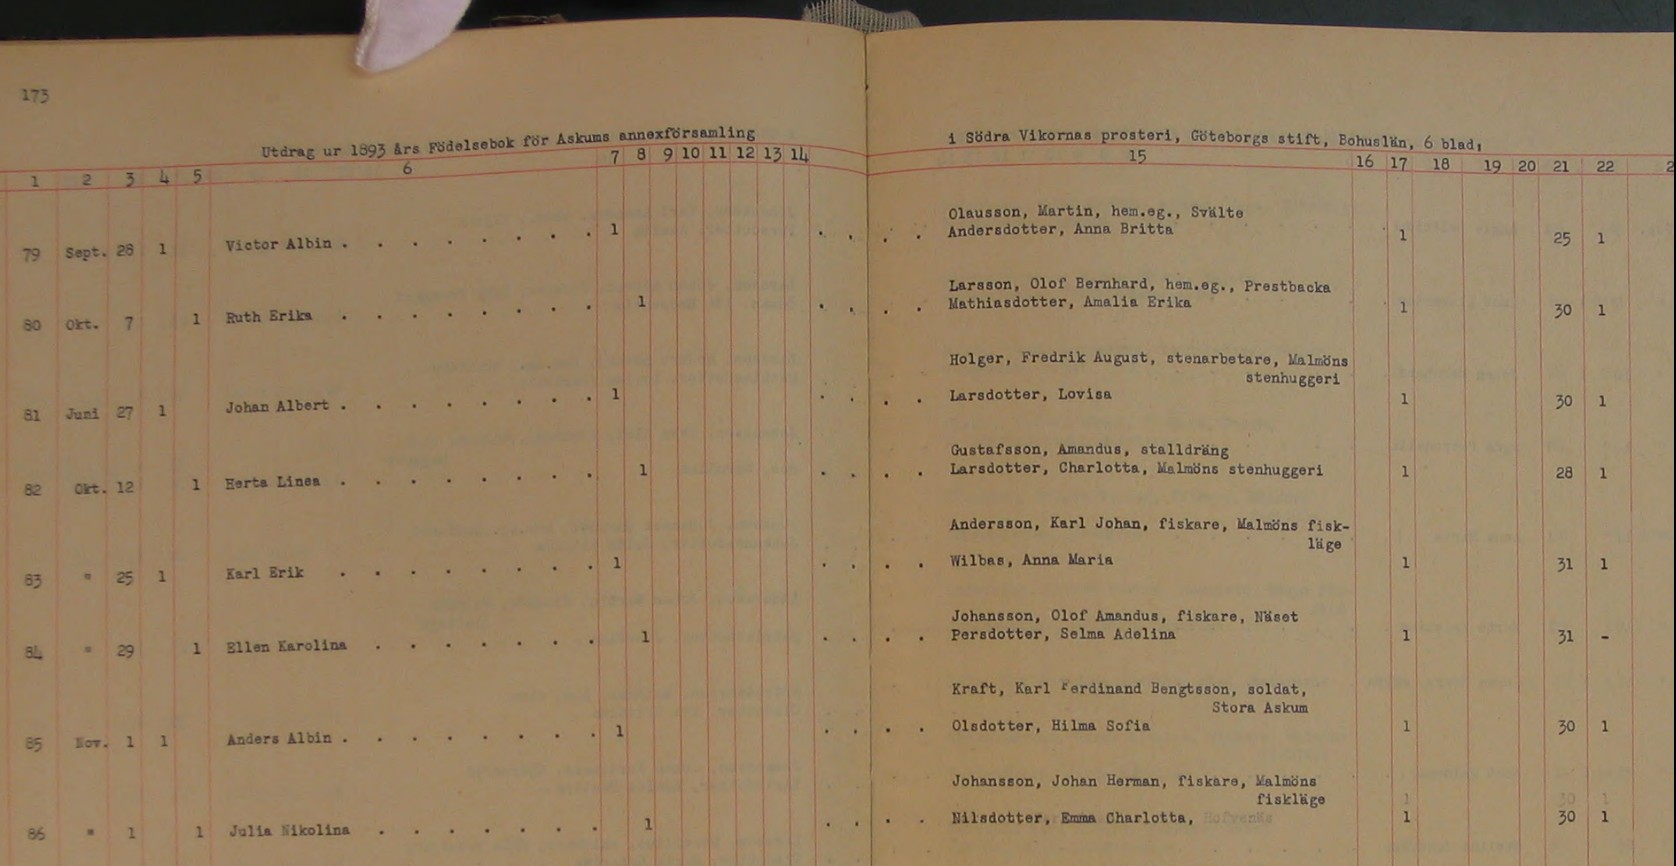 173
Utdrag ur 1893 års Födelsebok för Askums annexförsamling
i Södra Vikornas prosteri, Göteborgs stift, Bohuslän, 6 blad;
1 2 3 4 5 6 7 8 9 10 11 12 13 14 15 16 17 18 19 20 21 22 2
Olausson, Martin, hem.eg., Svälte
79 Sept. 28 1 Victor Albin . . . . . . . . 1 . . . . Andersdotter, Anna Britta 1 25 1
Larsson, Olof Bernhard, hem.eg., Prestbacka
80 Okt. 7 1 Ruth Erika . . . . . . . . 1 . . . . Mathiasdotter, Amalia Erika 1 30 1
Holger, Fredrik August, stenarbetare, Malmöns
stenhuggeri
81 Juni 27 1 Johan Albert . . . . . . . . 1 . . . . Larsdotter, Lovisa 1 30 1
Gustafsson, Amandus, stalldräng
82 Okt. 12 1 Herta Linea . . . . . . . . 1 . . . . Larsdotter, Charlotta, Malmöns stenhuggeri 1 28 1
Andersson, Karl Johan, fiskare, Malmöns fisk-
läge
83 " 25 1 Karl Erik . . . . . . . . 1 . . . . Wilbas, Anna Maria 1 31 1
Johansson, Olof Amandus, fiskare, Näset
84 " 29 1 Ellen Karolina . . . . . . . 1 . . . . Persdotter, Selma Adelina 1 31 -
Kraft, Karl Ferdinand Bengtsson, soldat,
Stora Askum
85 Nov. 1 1 Anders Albin . . . . . . . . 1 . . . . Olsdotter, Hilma Sofia 1 30 1
Johansson, Johan Herman, fiskare, Malmöns
fiskläge 1 30 1
86 " 1 1 Julia Nikolina . . . . . . . 1 . . . . Nilsdotter, Emma Charlotta, 1 30 1